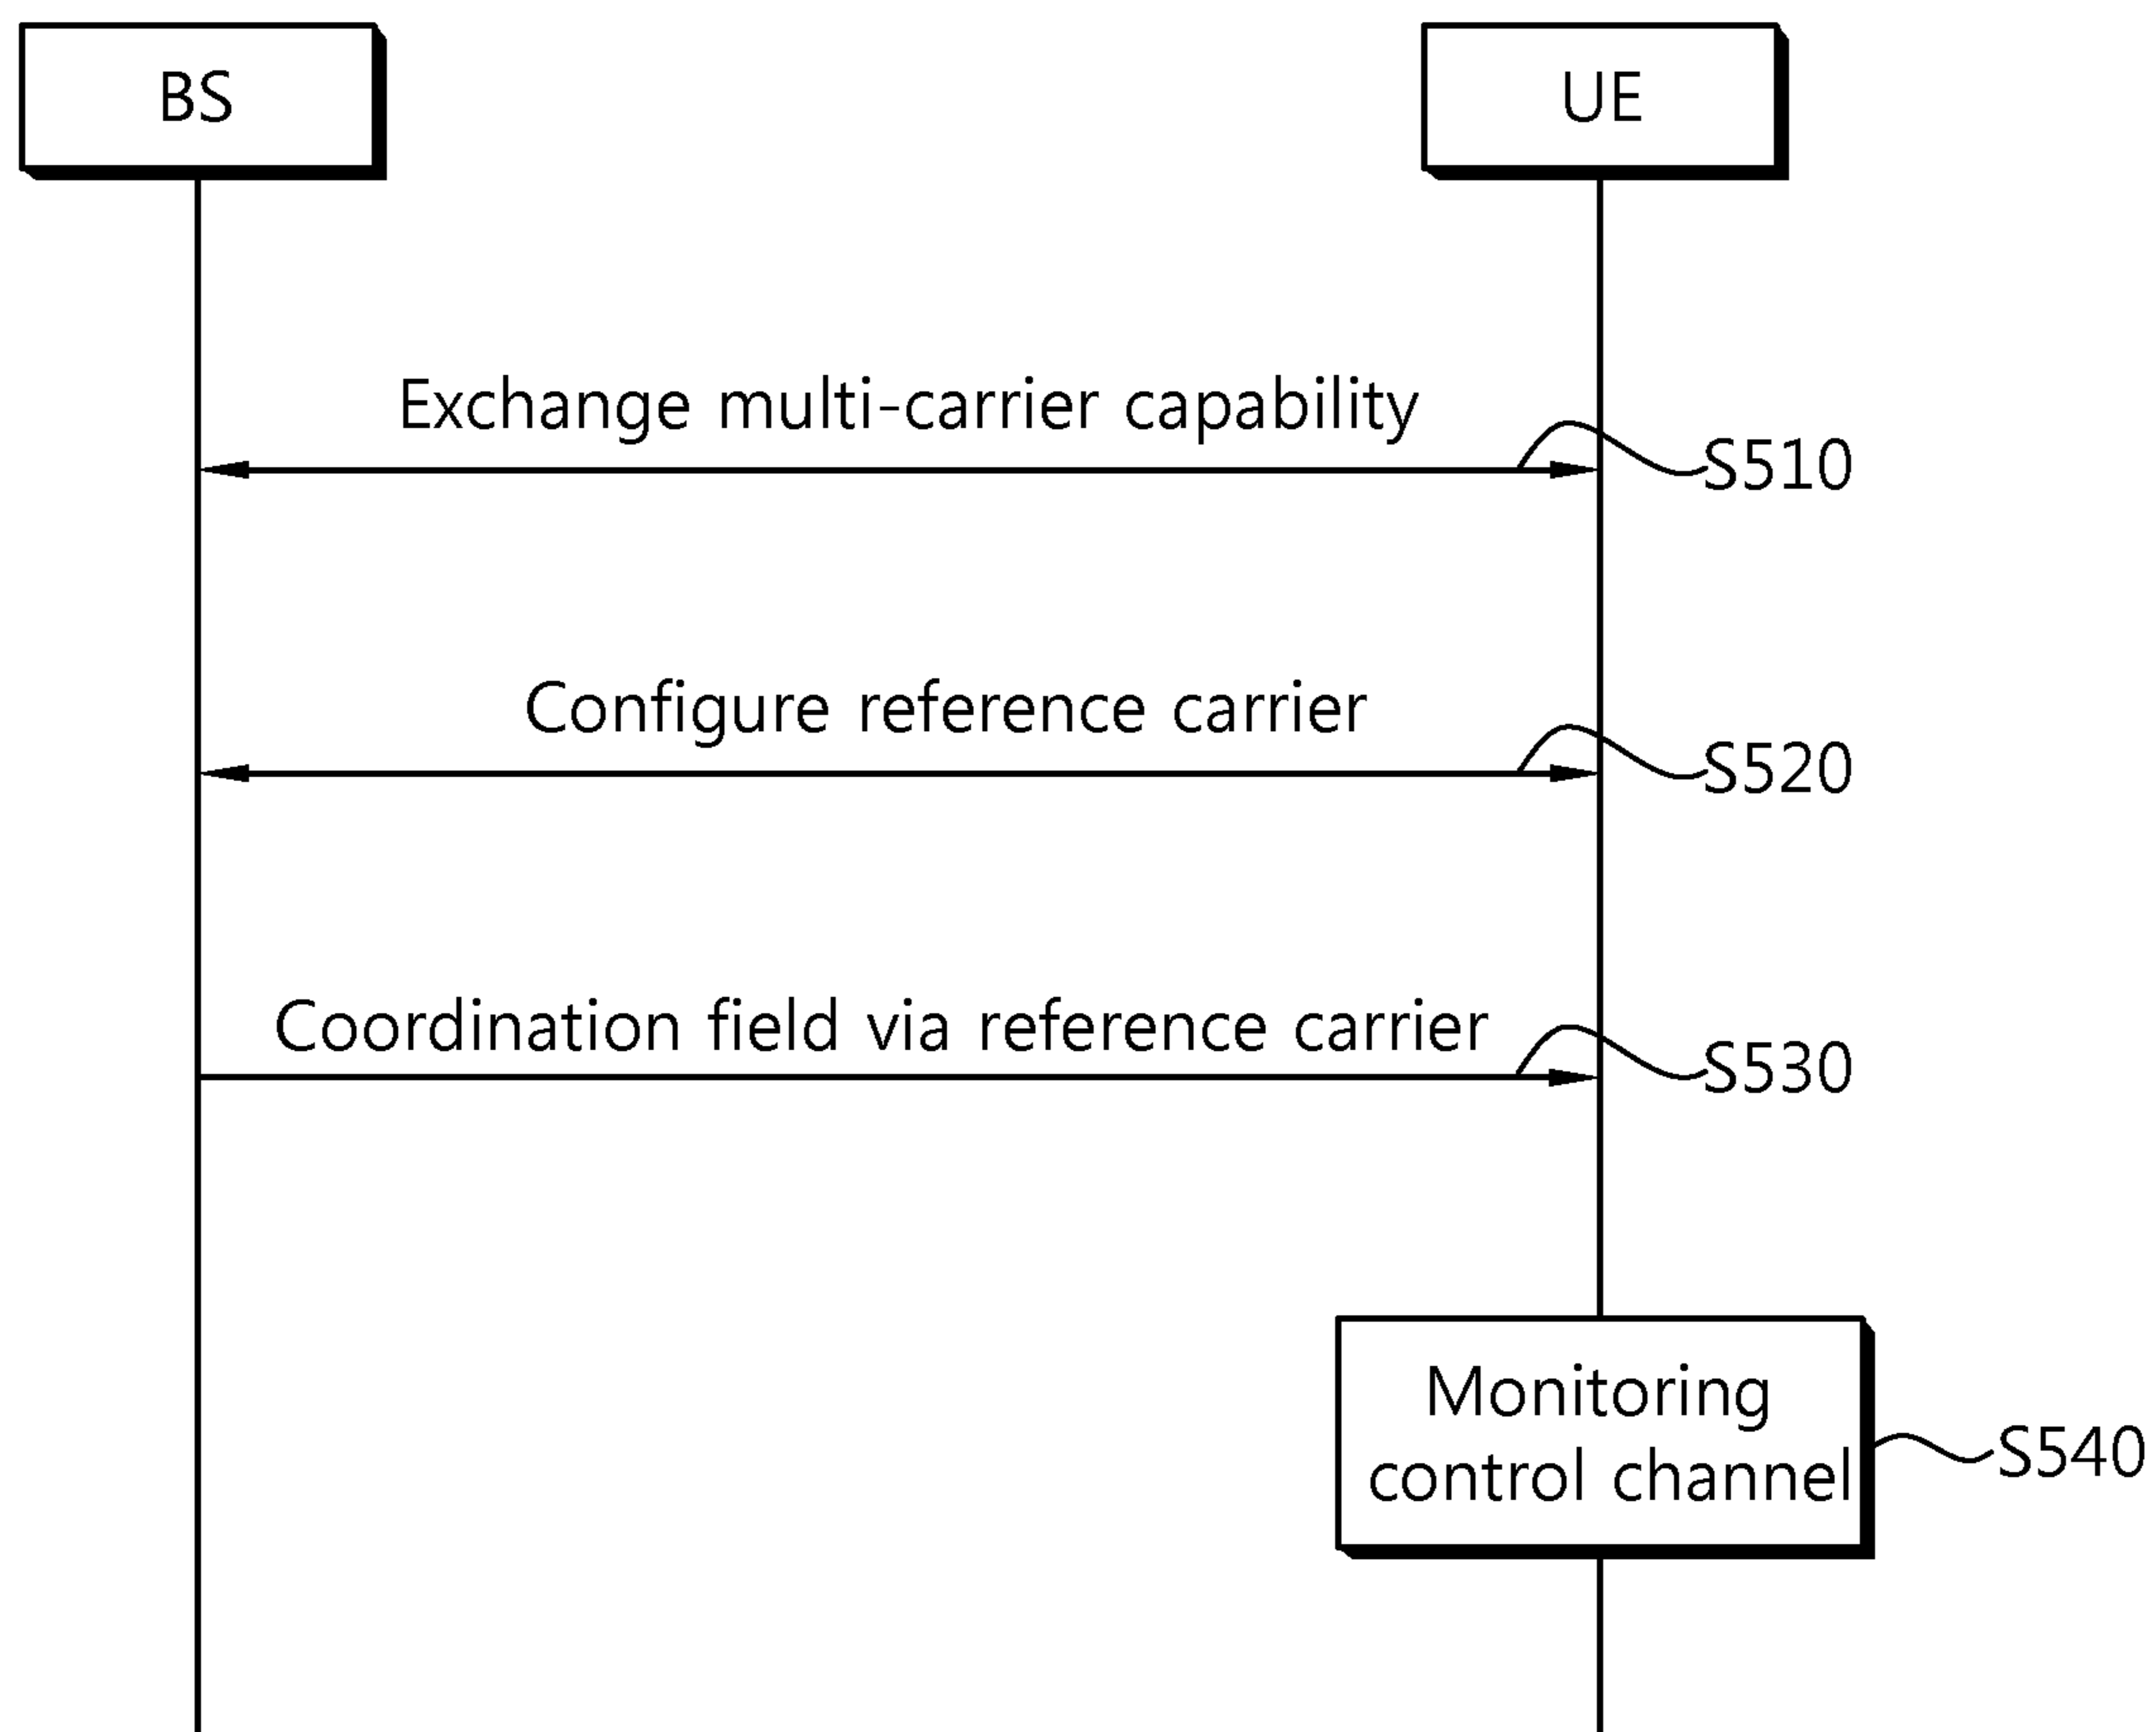 BS
UE
Exchange multi-carrier capability
S510
Configure reference carrier
S520
Coordination field via reference carrier
S530
Monitoring
control channel
S540